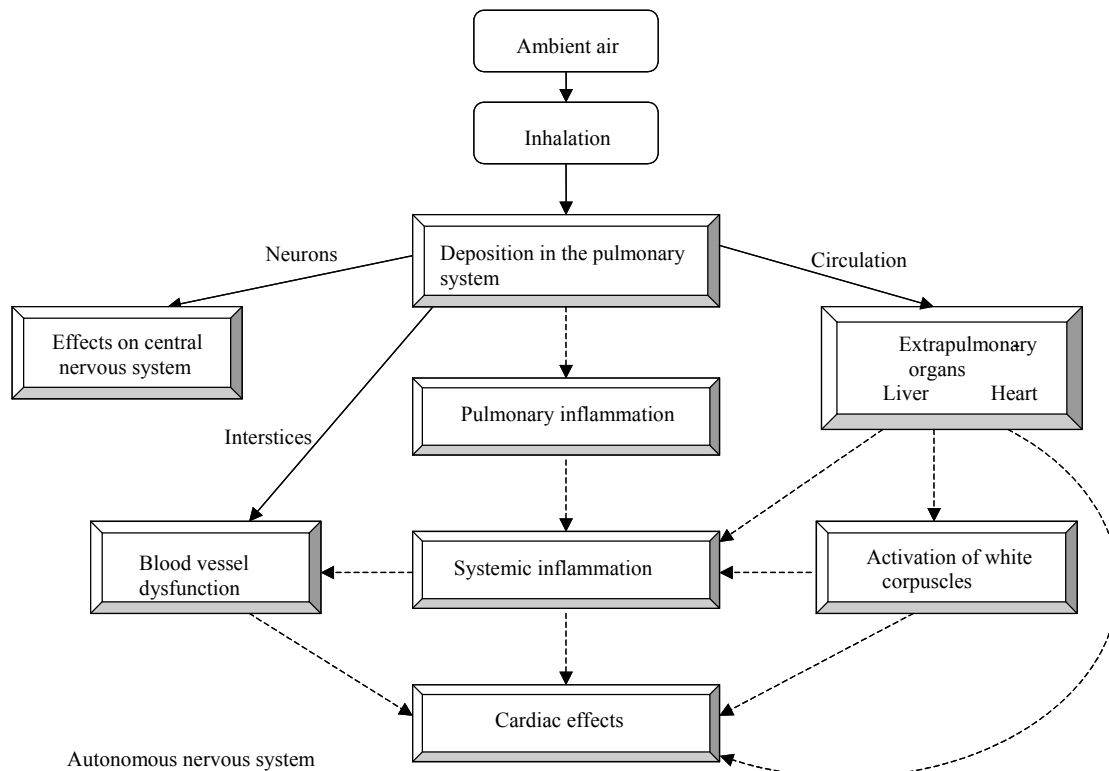 Ambient air
Inhalation
Neurons
Deposition in the pulmonary
system
Circulation
Effects on central
nervous system
Extrapulmonary
organs
Liver Heart
Pulmonary inflammation
Interstices
Blood vessel
dysfunction
Systemic inflammation
Activation of white
corpuscles
Cardiac effects
Autonomous nervous system